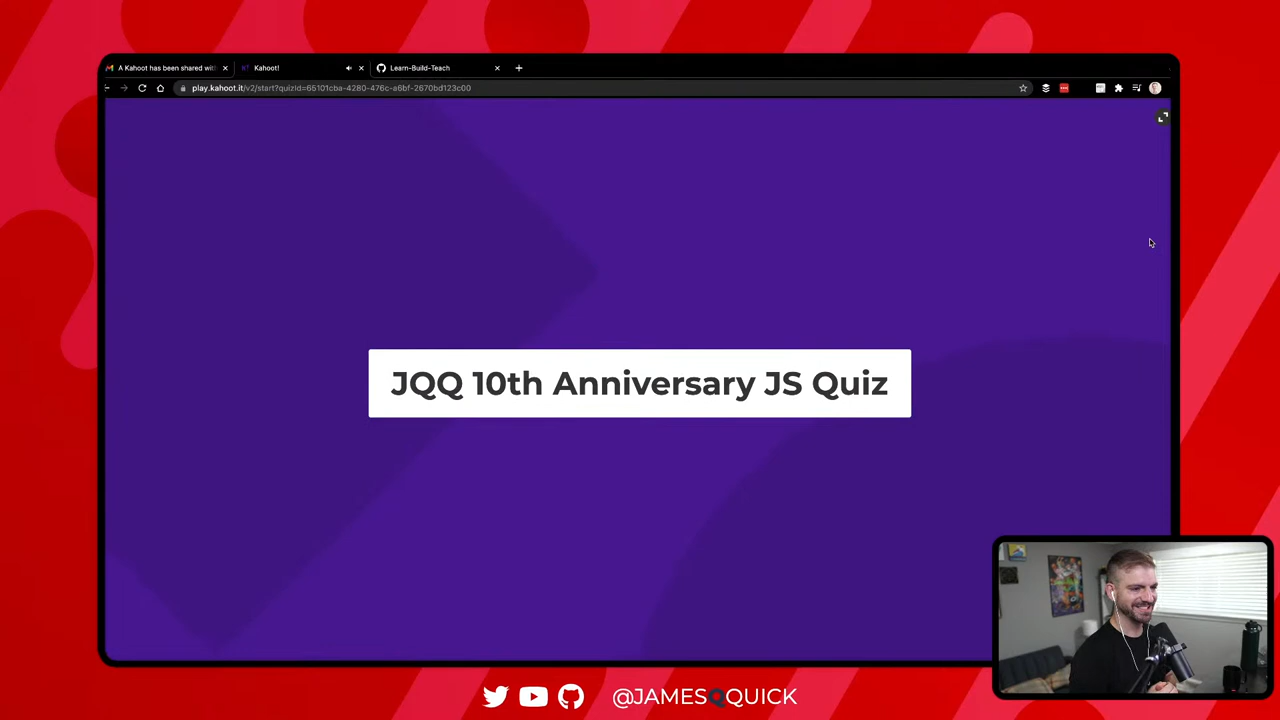 A Kahoot has been shared with
Kahoot!
Learn-Build-Teach
play.kahoot.it/v2/start?quizId=65101cba-4280-476c-a6bf-2670bd123c00
JQQ 10th Anniversary JS Quiz
@JAMESQQUICK